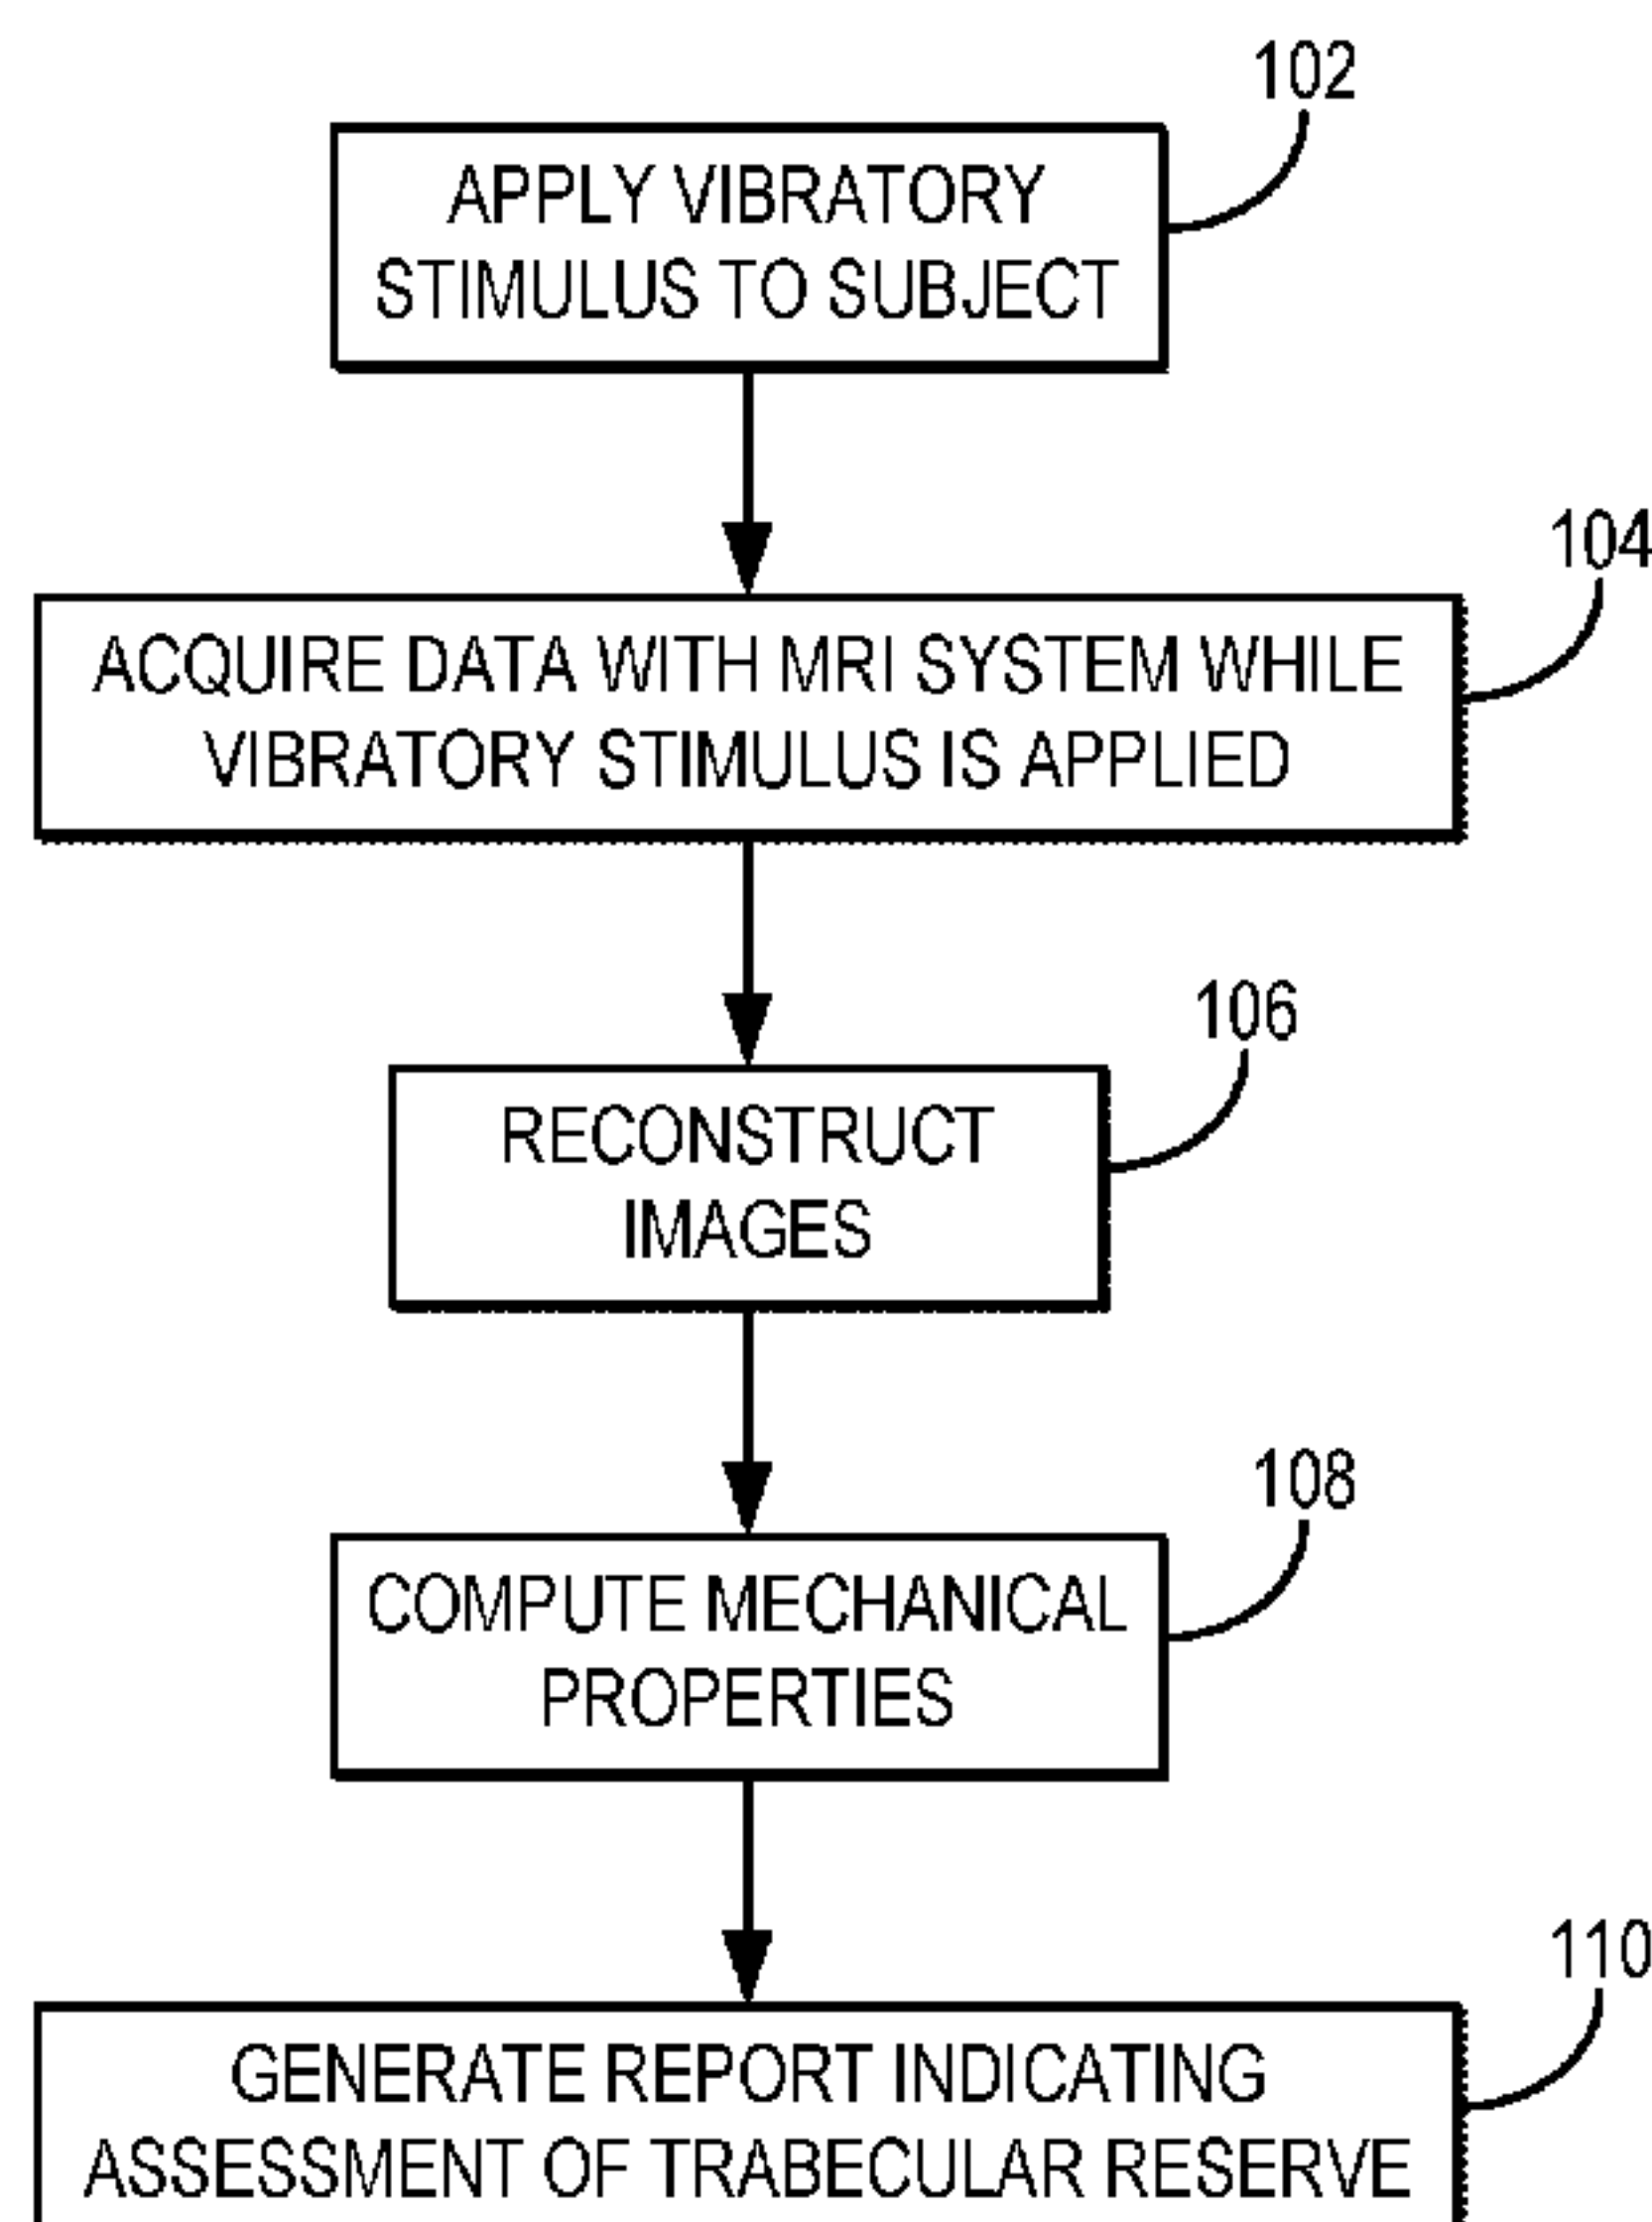 102
APPLY VIBRATORY
STIMULUS TO SUBJECT
104
ACQUIRE DATA WITH MRI SYSTEM WHILE
VIBRATORY STIMULUS IS APPLIED
106
RECONSTRUCT
IMAGES
108
COMPUTE MECHANICAL
PROPERTIES
110
GENERATE REPORT INDICATING
ASSESSMENT OF TRABECULAR RESERVE